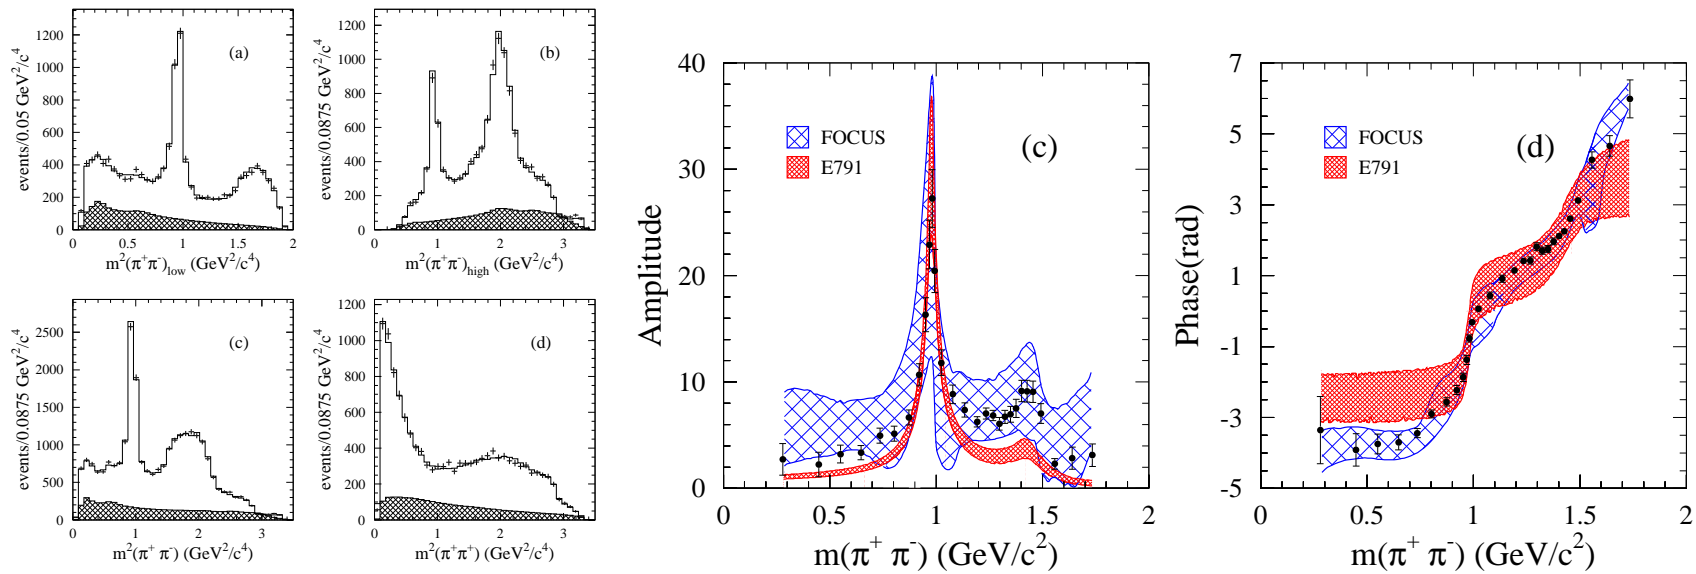 (a)
events/0.05 GeV²/c⁴
0 200 400 600 800 1000 1200
0 0.5 1 1.5 2
m²(π⁺π⁻)low (GeV²/c⁴)
(b)
events/0.0875 GeV²/c⁴
0 200 400 600 800 1000 1200
0 1 2 3
m²(π⁺π⁻)high (GeV²/c⁴)
(c)
events/0.0875 GeV²/c⁴
0 500 1000 1500 2000 2500
0 1 2 3
m²(π⁺ π⁻) (GeV²/c⁴)
(d)
events/0.0875 GeV²/c⁴
0 200 400 600 800 1000 1200
0 1 2 3
m²(π⁺π⁺) (GeV²/c⁴)
(c)
FOCUS
E791
Amplitude
0 10 20 30 40
0 0.5 1 1.5 2
m(π⁺ π⁻) (GeV/c²)
(d)
FOCUS
E791
Phase(rad)
-5 -3 -1 1 3 5 7
0 0.5 1 1.5 2
m(π⁺ π⁻) (GeV/c²)